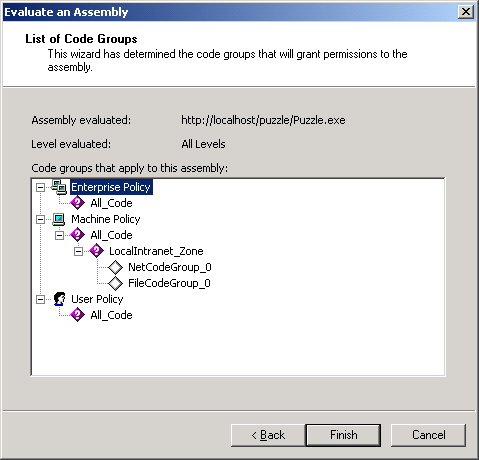 Evaluate an Assembly
List of Code Groups
This wizard has determined the code groups that will grant permissions to the
assembly.
Assembly evaluated: http://localhost/puzzle/Puzzle.exe
Level evaluated: All Levels
Code groups that apply to this assembly:
Enterprise Policy
All_Code
Machine Policy
All_Code
LocalIntranet_Zone
NetCodeGroup_0
FileCodeGroup_0
User Policy
All_Code
< Back Finish Cancel